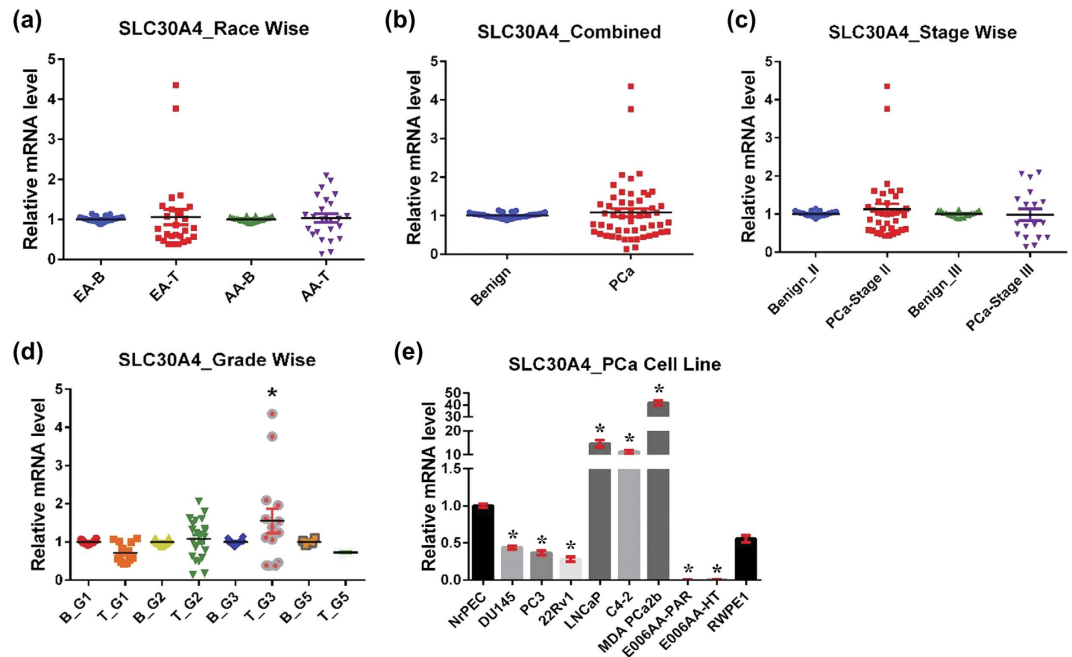 (a)
SLC30A4_Race Wise
Relative mRNA level
5
4
3
2
1
0
EA-B
EA-T
AA-B
AA-T
(b)
SLC30A4_Combined
Relative mRNA level
5
4
3
2
1
0
Benign
PCa
(c)
SLC30A4_Stage Wise
Relative mRNA level
5
4
3
2
1
0
Benign_II
PCa-Stage II
Benign_III
PCa-Stage III
(d)
SLC30A4_Grade Wise
Relative mRNA level
5
4
3
2
1
0
*
B_G1
T_G1
B_G2
T_G2
B_G3
T_G3
B_G5
T_G5
(e)
SLC30A4_PCa Cell Line
Relative mRNA level
50
40
30
20
10
1.0
0.5
0.0
* * * * * * * *
NrPEC
DU145
PC3
22Rv1
LNCaP
C4-2
MDA PCa2b
E006AA-PAR
E006AA-HT
RWPE1